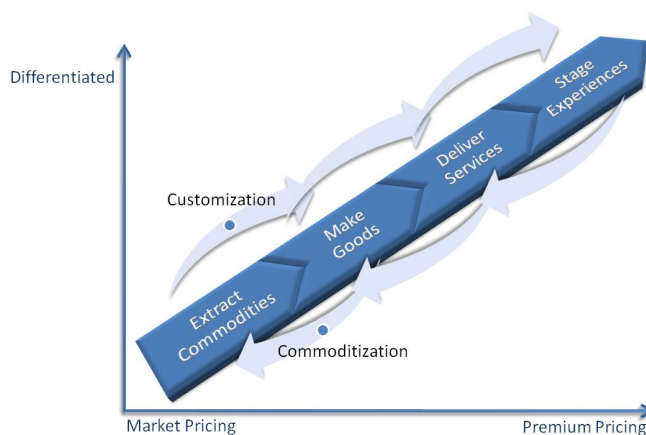 Differentiated
Stage
Experiences
Deliver
Services
Customization
Make
Goods
Extract
Commodities
Commoditization
Market Pricing
Premium Pricing